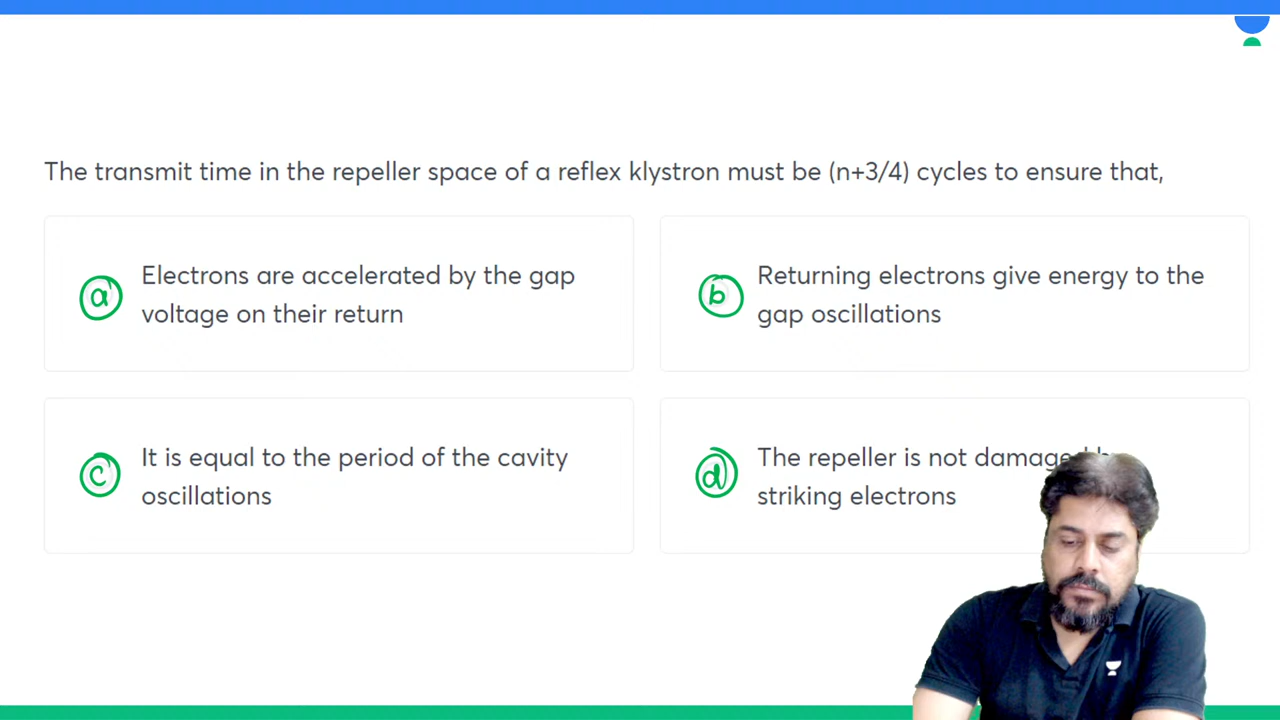 The transmit time in the repeller space of a reflex klystron must be (n+3/4) cycles to ensure that,
a Electrons are accelerated by the gap
voltage on their return
b Returning electrons give energy to the
gap oscillations
c It is equal to the period of the cavity
oscillations
d The repeller is not damaged
striking electrons